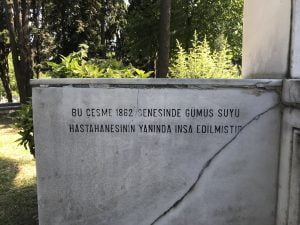 BU ÇEŞME 1862 SENESİNDE GÜMÜŞ SUYU
HASTAHANESİNİN YANINDA İNŞA EDİLMİŞTİR